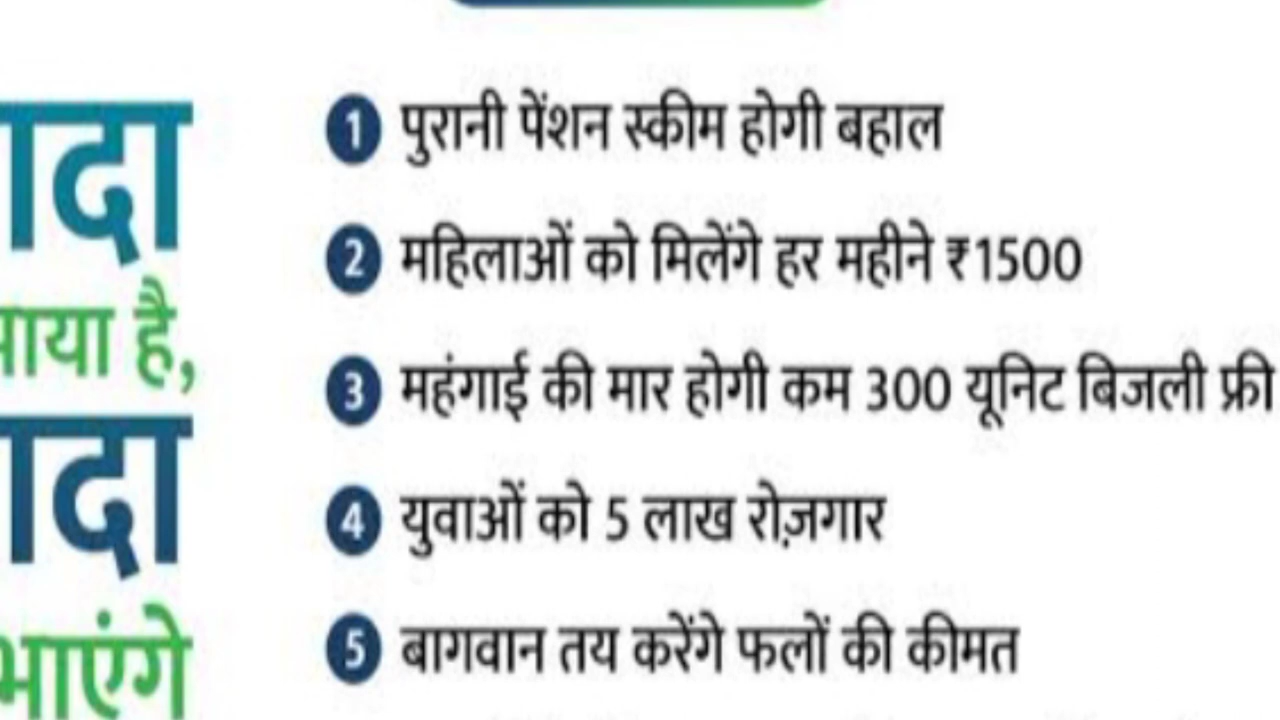 पुरानी पेंशन स्कीम होगी बहाल
महिलाओं को मिलेंगे हर महीने ₹1500
महंगाई की मार होगी कम 300 यूनिट बिजली फ्री
युवाओं को 5 लाख रोज़गार
बागवान तय करेंगे फलों की कीमत
है,
1
2
3
4
5